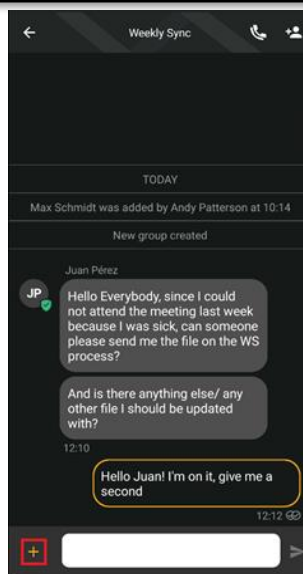 Weekly Sync
TODAY
Max Schmidt was added by Andy Patterson at 10:14
New group created
Juan Pérez
JP
Hello Everybody, since I could
not attend the meeting last week
because I was sick, can someone
please send me the file on the WS
process?
And is there anything else/ any
other file I should be updated
with?
12:10
Hello Juan! I'm on it, give me a
second
12:12